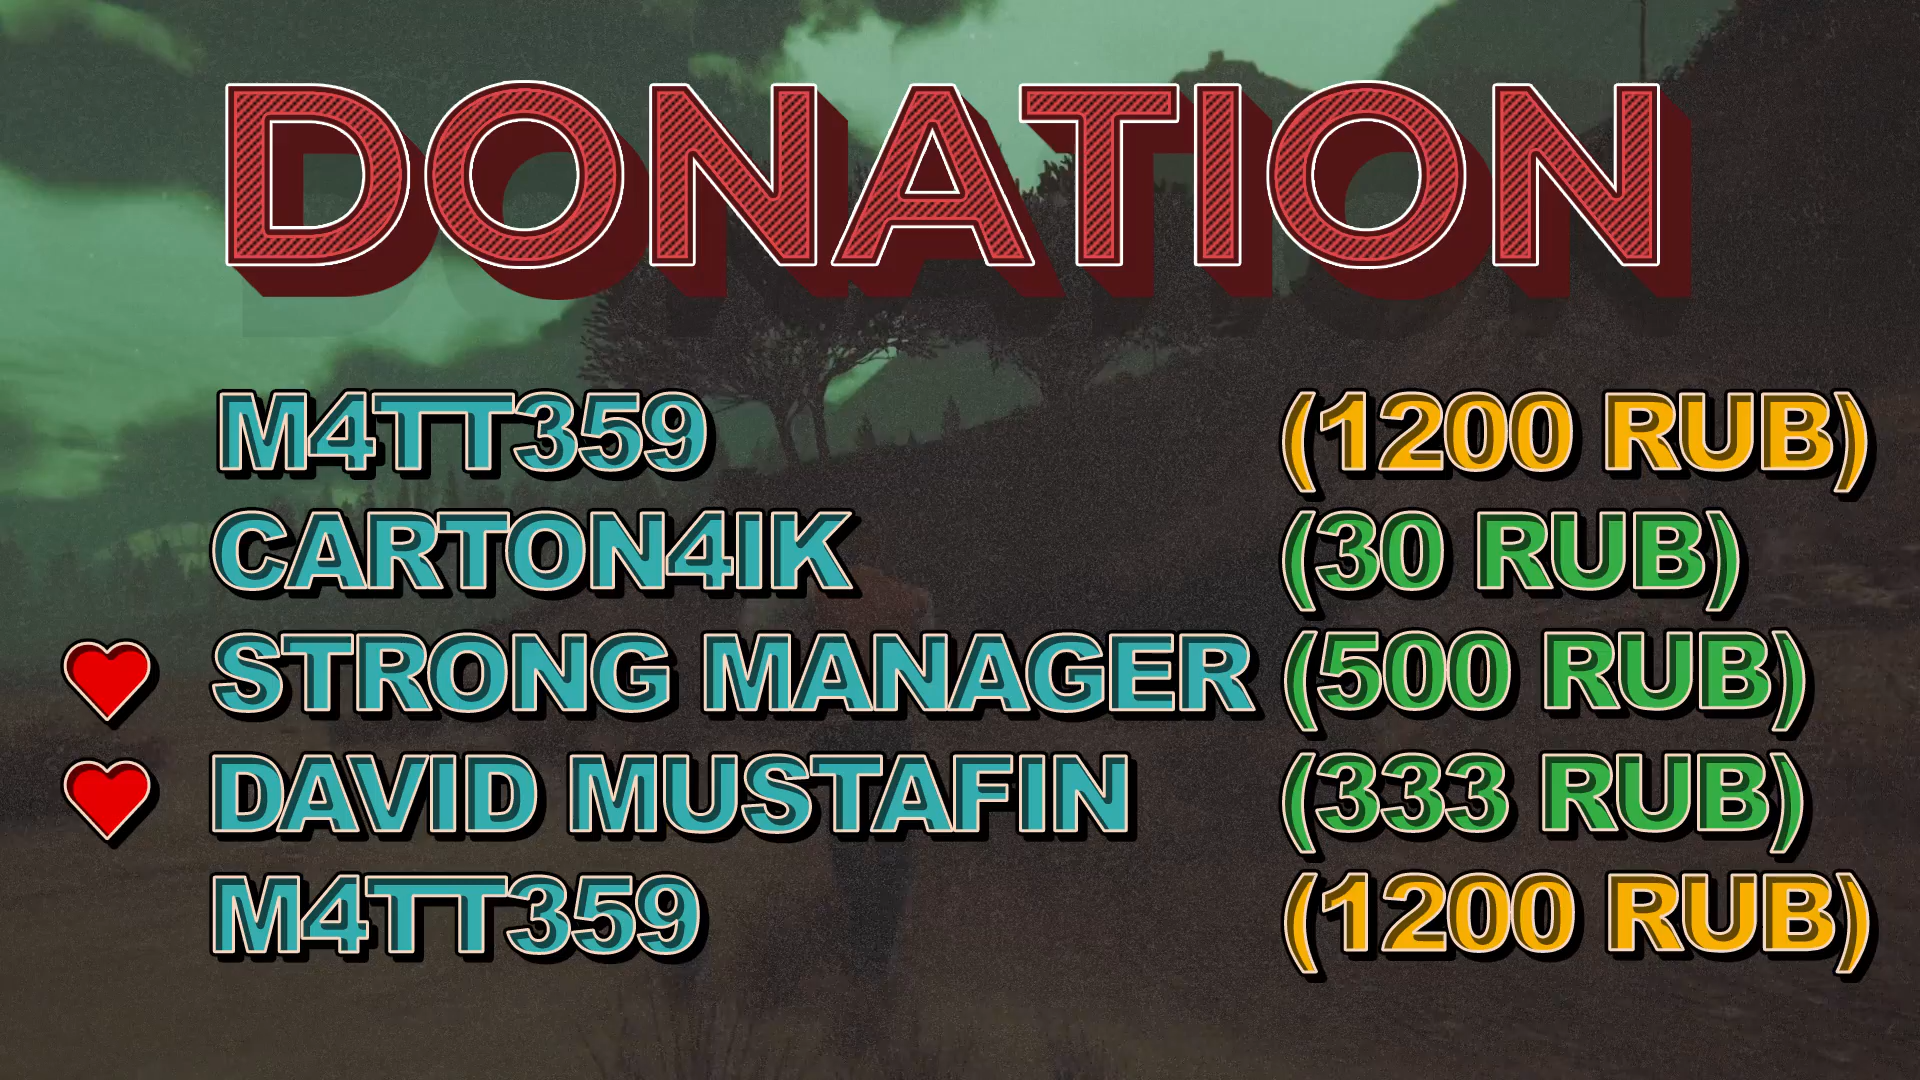 DONATION
M4TT359 (1200 RUB)
CARTON4IK (30 RUB)
STRONG MANAGER (500 RUB)
DAVID MUSTAFIN (333 RUB)
M4TT359 (1200 RUB)